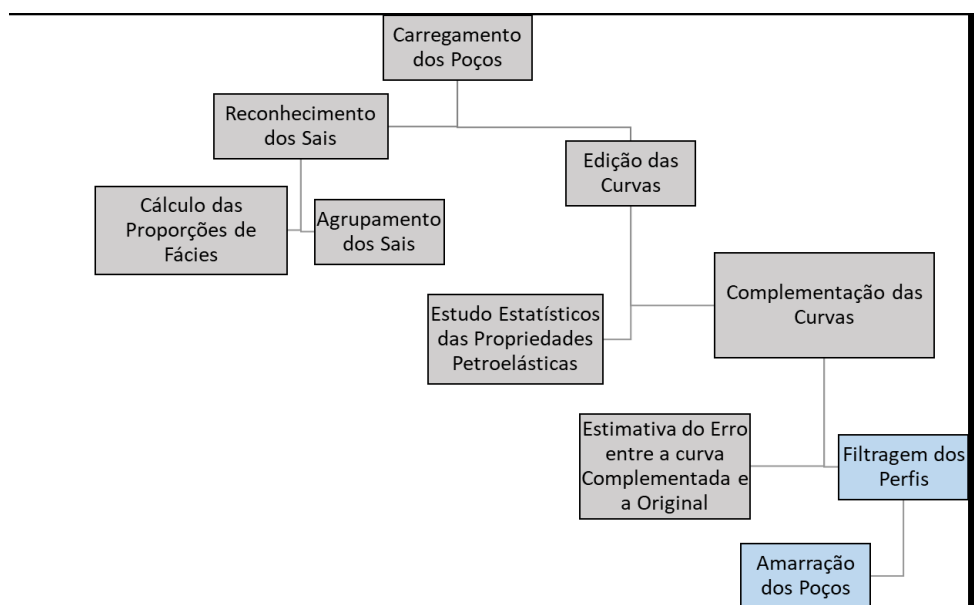 Carregamento
dos Poços
Reconhecimento
dos Sais
Edição das
Curvas
Cálculo das
Proporções de
Fácies
Agrupamento
dos Sais
Complementação das
Curvas
Estudo Estatísticos
das Propriedades
Petroelásticas
Estimativa do Erro
entre a curva
Complementada e
a Original
Filtragem dos
Perfis
Amarração
dos Poços